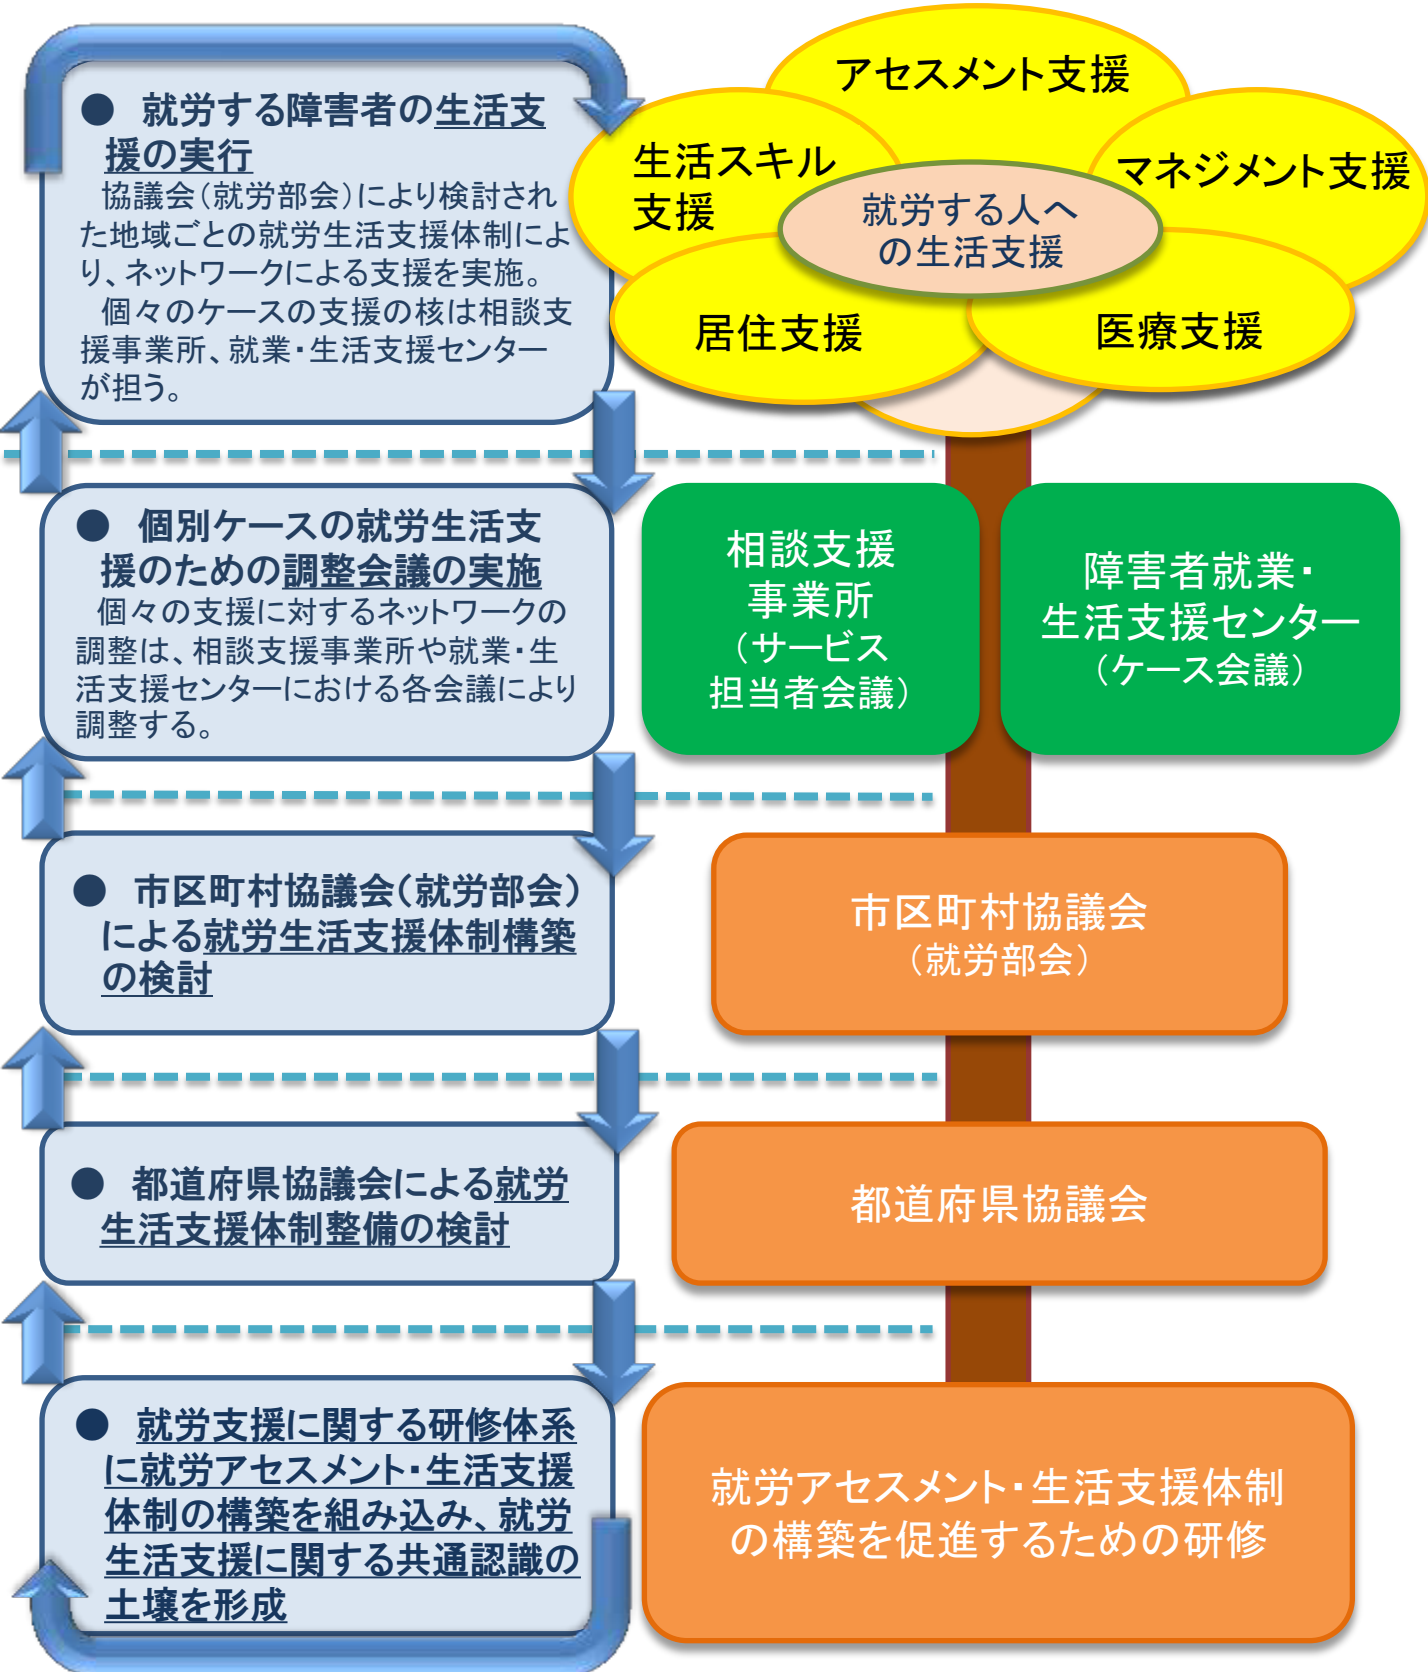 ● 就労する障害者の生活支
援の実行
協議会(就労部会)により検討され
た地域ごとの就労生活支援体制によ
り、ネットワークによる支援を実施。
個々のケースの支援の核は相談支
援事業所、就業・生活支援センター
が担う。
アセスメント支援
生活スキル
支援
マネジメント支援
就労する人へ
の生活支援
居住支援
医療支援
● 個別ケースの就労生活支
援のための調整会議の実施
個々の支援に対するネットワークの
調整は、相談支援事業所や就業・生
活支援センターにおける各会議により
調整する。
相談支援
事業所
(サービス
担当者会議)
障害者就業・
生活支援センター
(ケース会議)
● 市区町村協議会(就労部会)
による就労生活支援体制構築
の検討
市区町村協議会
(就労部会)
● 都道府県協議会による就労
生活支援体制整備の検討
都道府県協議会
● 就労支援に関する研修体系
に就労アセスメント・生活支援
体制の構築を組み込み、就労
生活支援に関する共通認識の
土壌を形成
就労アセスメント・生活支援体制
の構築を促進するための研修